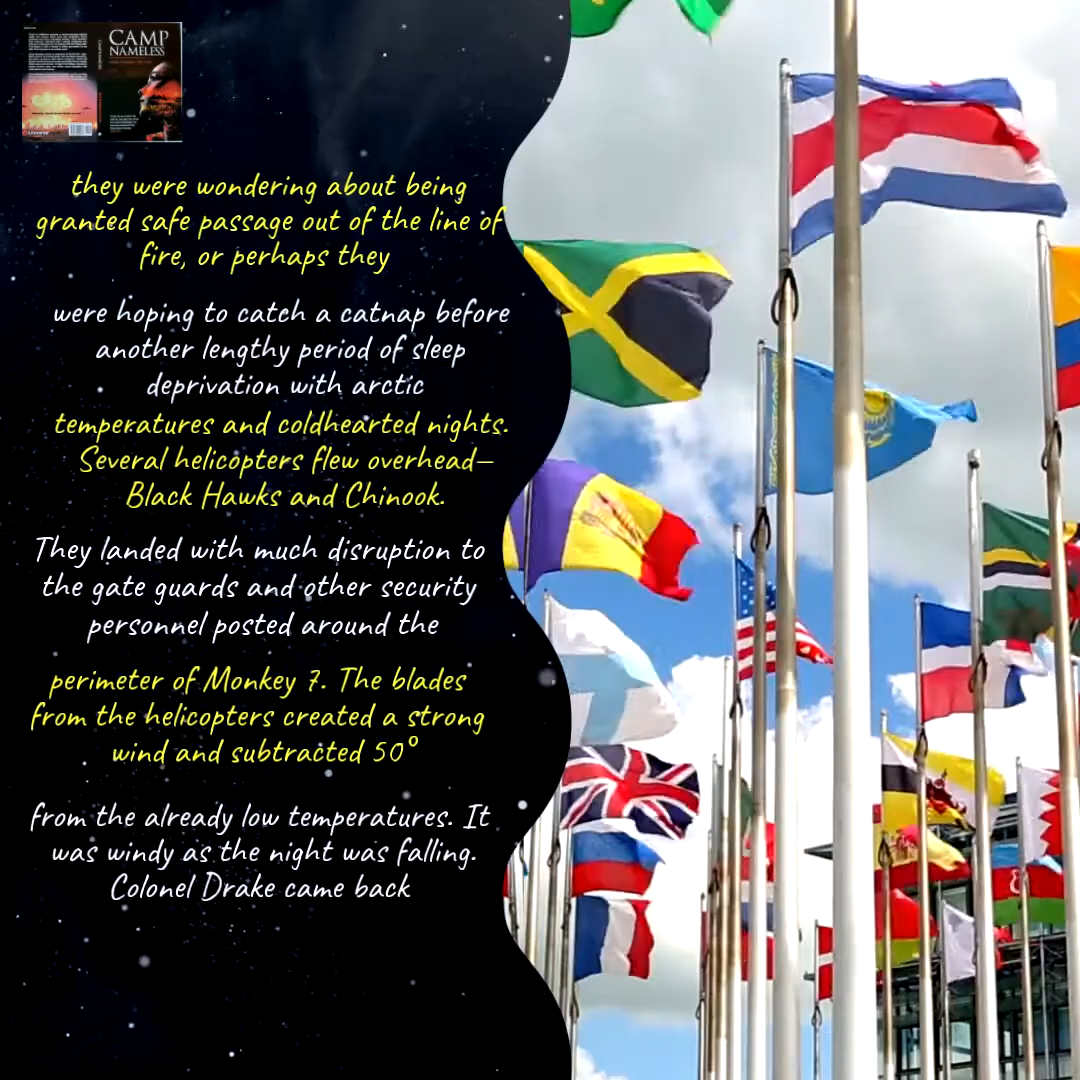 CAMP
NAMELESS
they were wondering about being
granted safe passage out of the line of
fire, or perhaps they
were hoping to catch a catnap before
another lengthy period of sleep
deprivation with arctic
temperatures and coldhearted nights.
Several helicopters flew overhead—
Black Hawks and Chinook.
They landed with much disruption to
the gate guards and other security
personnel posted around the
perimeter of Monkey 7. The blades
from the helicopters created a strong
wind and subtracted 50°
from the already low temperatures. It
was windy as the night was falling.
Colonel Drake came back